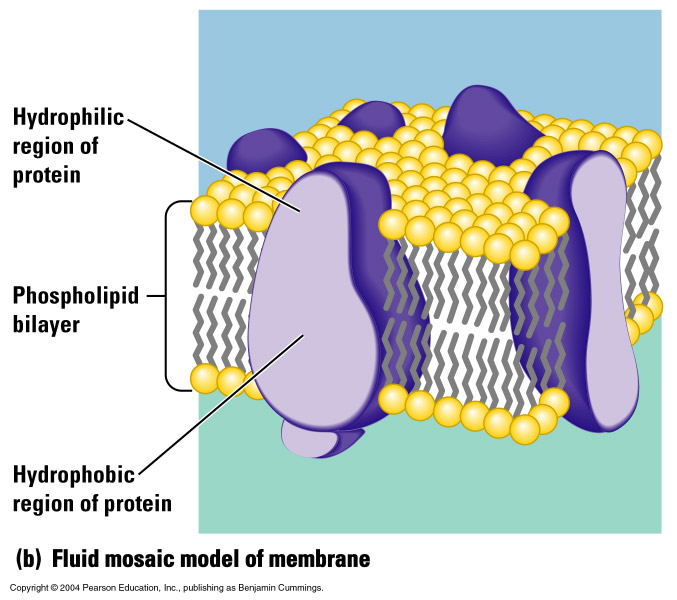 Hydrophilic
region of
protein
Phospholipid
bilayer
Hydrophobic
region of protein
(b) Fluid mosaic model of membrane
Copyright © 2004 Pearson Education, Inc., publishing as Benjamin Cummings.